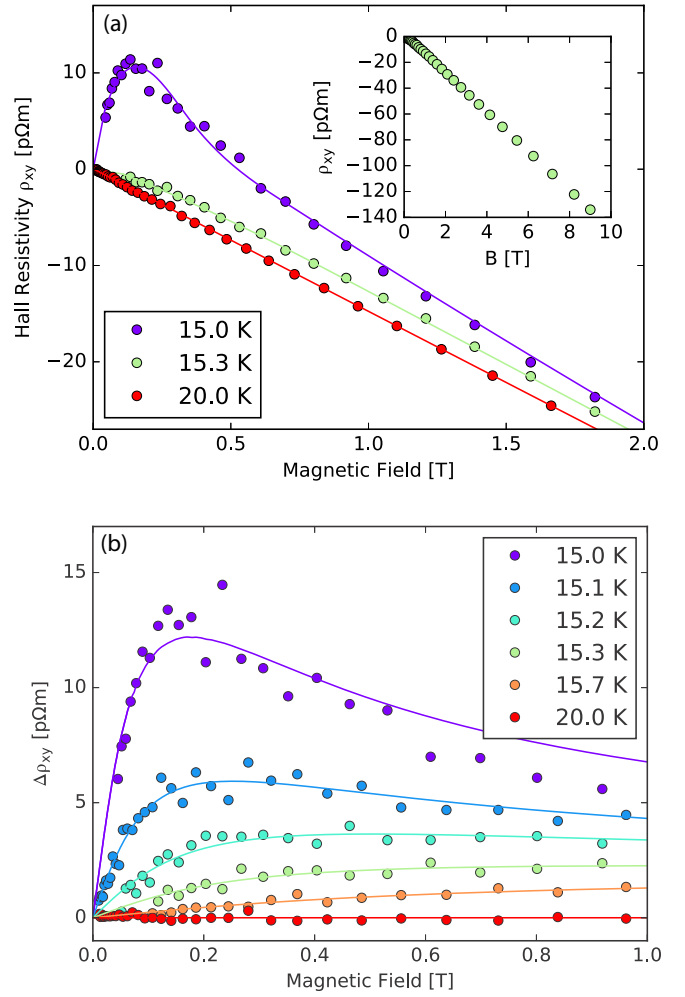 (a)
Hall Resistivity ρxy [pΩm]
10
0
−10
−20
15.0 K
15.3 K
20.0 K
0.0 0.5 1.0 1.5 2.0
Magnetic Field [T]
ρxy [pΩm]
0
−20
−40
−60
−80
−100
−120
−140
0 2 4 6 8 10
B [T]
(b)
Δρxy [pΩm]
15
10
5
0
15.0 K
15.1 K
15.2 K
15.3 K
15.7 K
20.0 K
0.0 0.2 0.4 0.6 0.8 1.0
Magnetic Field [T]